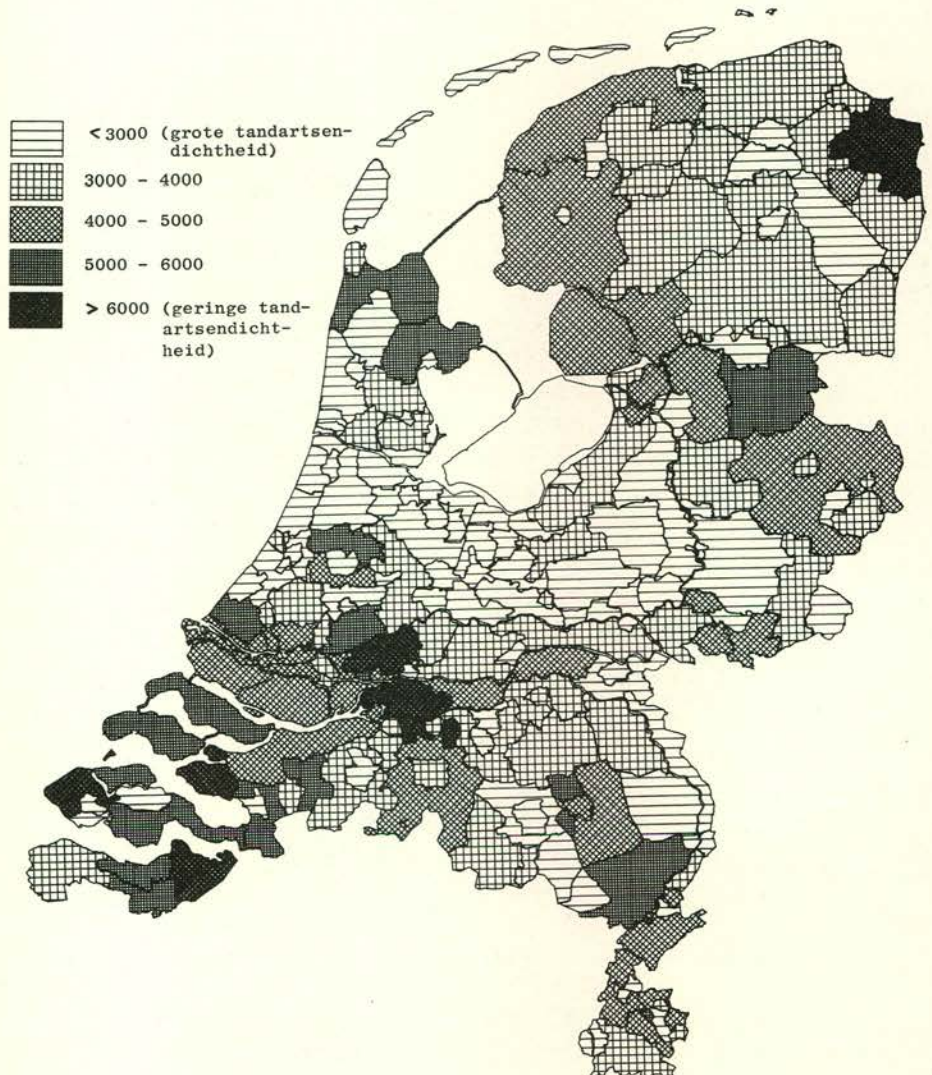 < 3000 (grote tandartsen-
dichtheid)
3000 - 4000
4000 - 5000
5000 - 6000
> 6000 (geringe tand-
artsendicht-
heid)